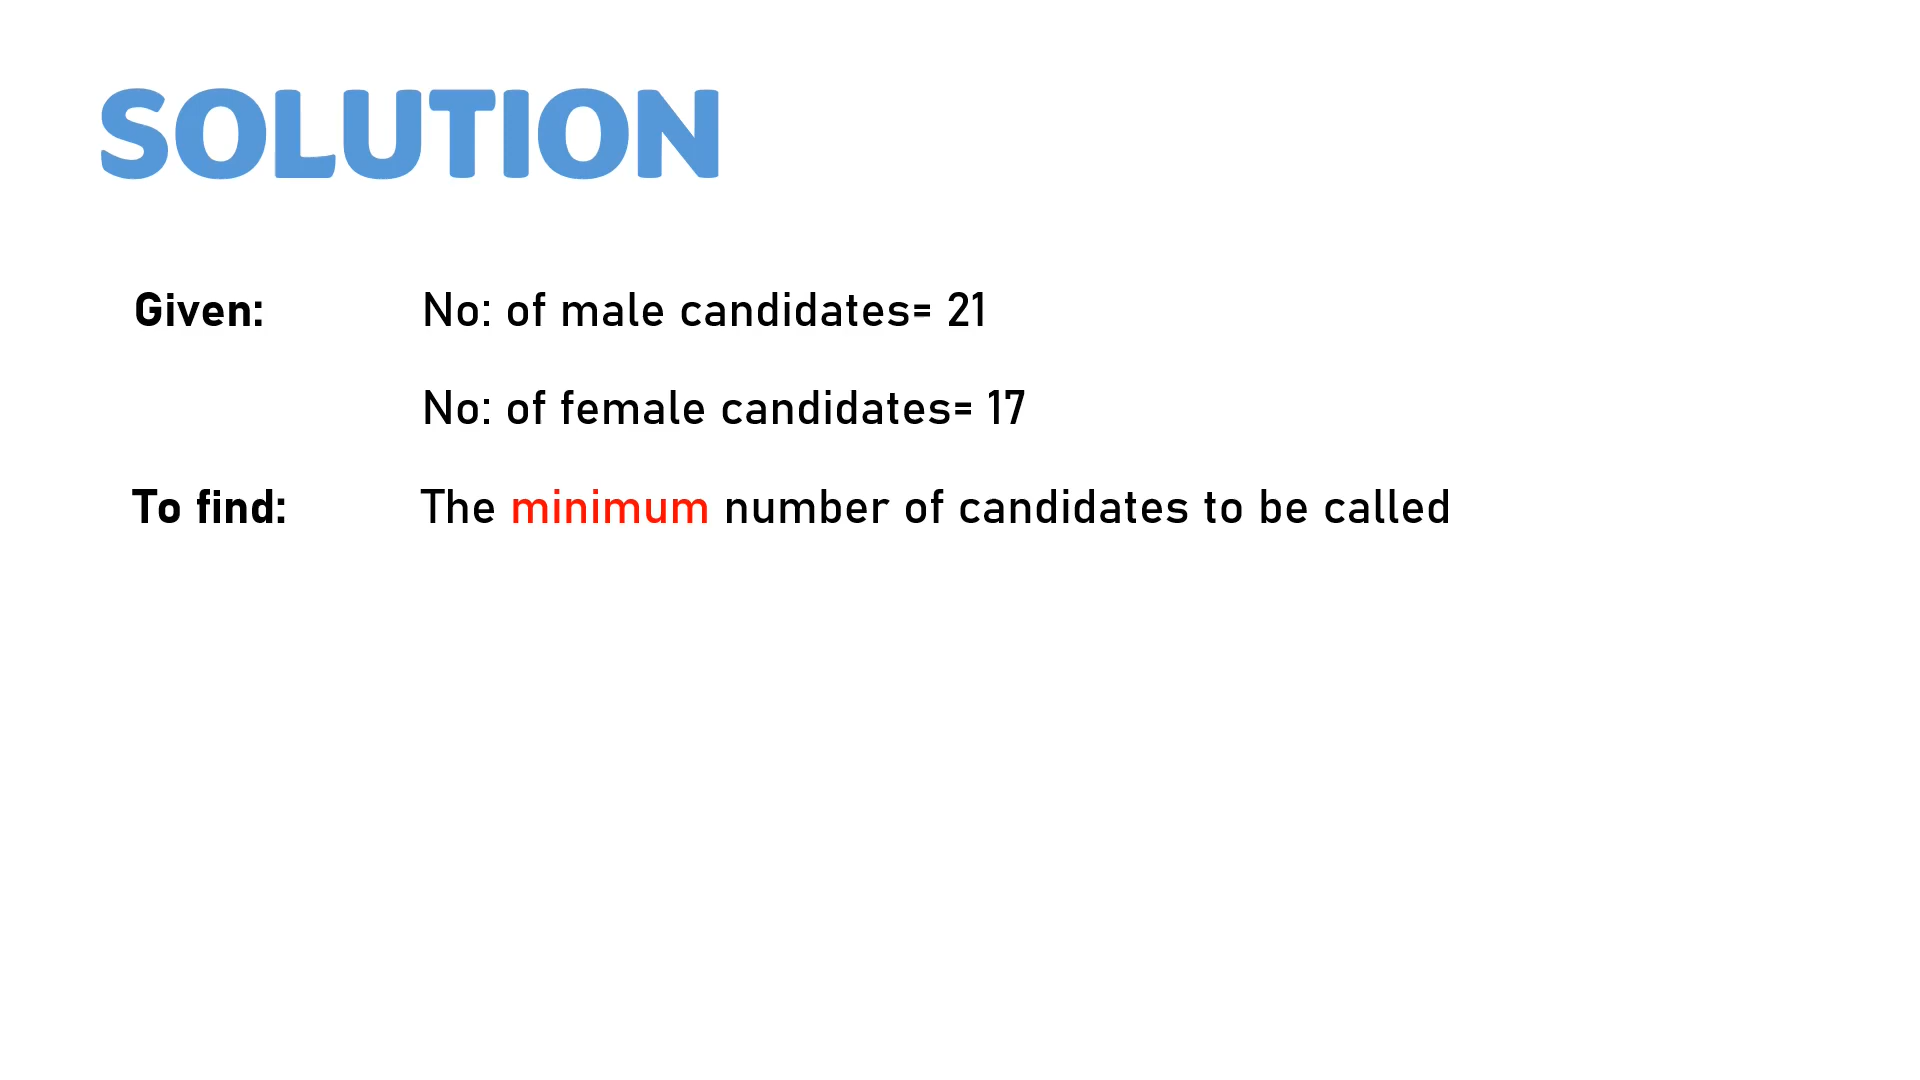 SOLUTION
Given: No: of male candidates= 21
No: of female candidates= 17
To find: The minimum number of candidates to be called